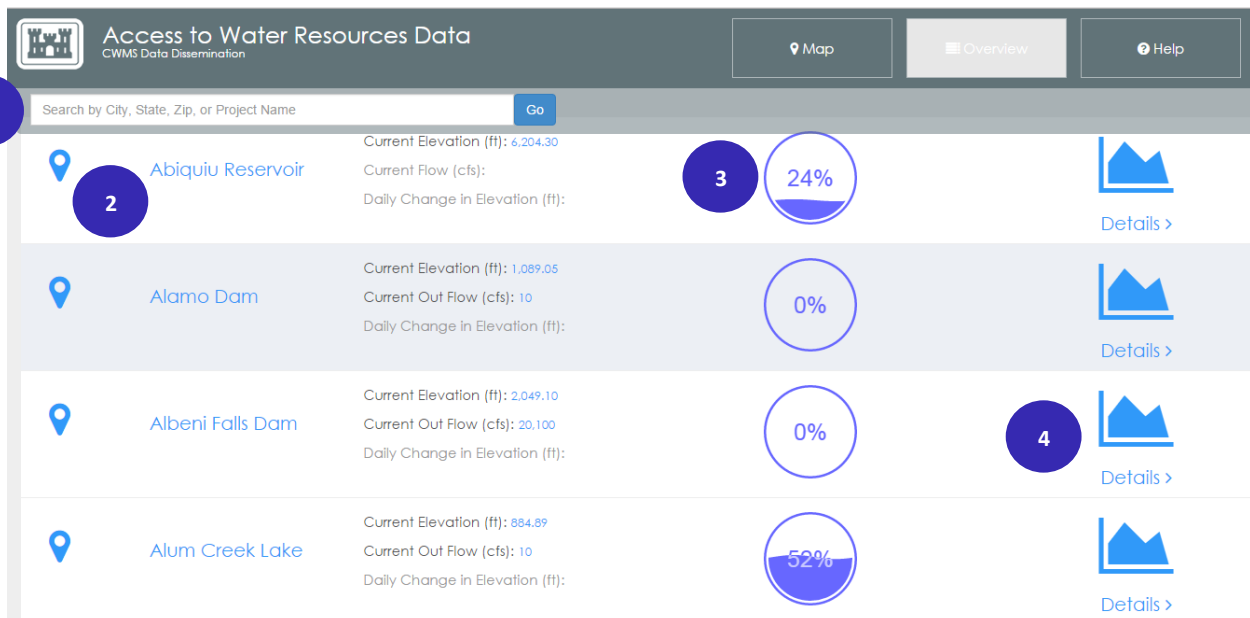 Access to Water Resources Data
CWMS Data Dissemination
Map
Overview
Help
Search by City, State, Zip, or Project Name
Go
2
Abiquiu Reservoir
Current Elevation (ft): 6,204.30
Current Flow (cfs):
Daily Change in Elevation (ft):
3
24%
Details >
Alamo Dam
Current Elevation (ft): 1,089.05
Current Out Flow (cfs): 10
Daily Change in Elevation (ft):
0%
Details >
Albeni Falls Dam
Current Elevation (ft): 2,049.10
Current Out Flow (cfs): 20,100
Daily Change in Elevation (ft):
0%
4
Details >
Alum Creek Lake
Current Elevation (ft): 884.89
Current Out Flow (cfs): 10
Daily Change in Elevation (ft):
52%
Details >